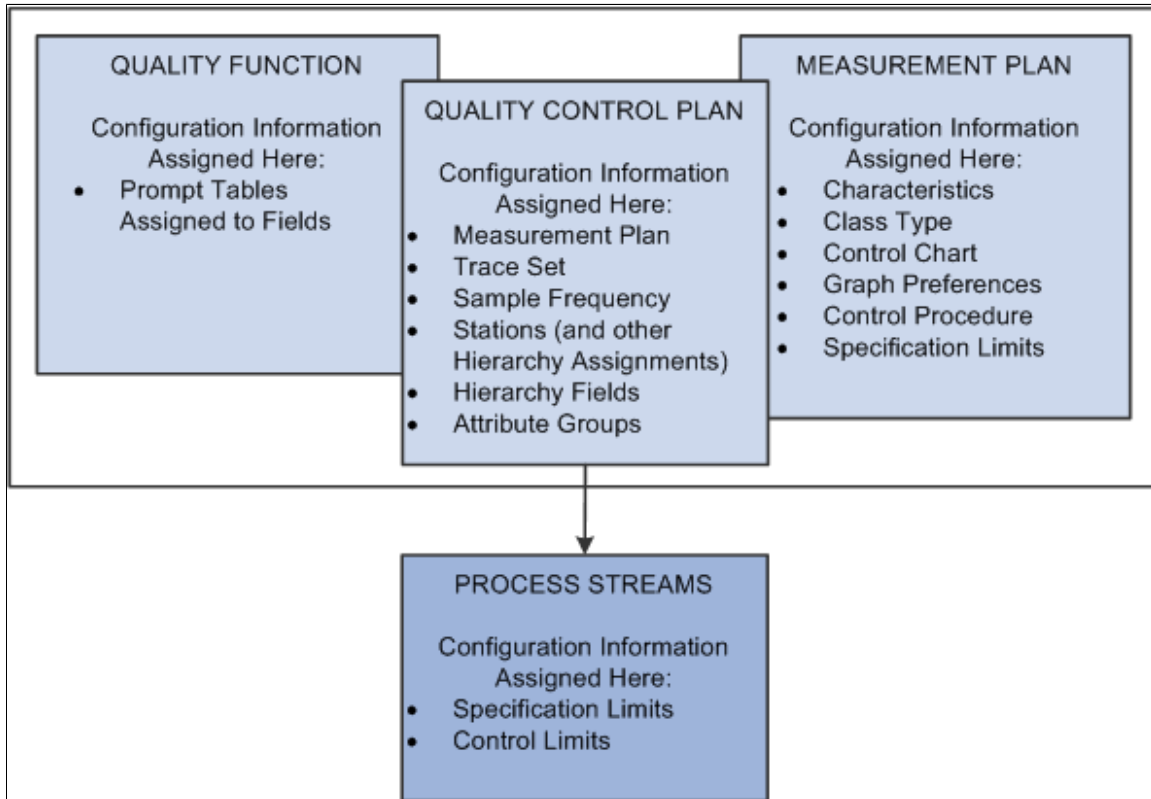 QUALITY FUNCTION
Configuration Information
Assigned Here:
• Prompt Tables
Assigned to Fields
QUALITY CONTROL PLAN
Configuration Information
Assigned Here:
• Measurement Plan
• Trace Set
• Sample Frequency
• Stations (and other
Hierarchy Assignments)
• Hierarchy Fields
• Attribute Groups
MEASUREMENT PLAN
Configuration Information
Assigned Here:
• Characteristics
• Class Type
• Control Chart
• Graph Preferences
• Control Procedure
• Specification Limits
PROCESS STREAMS
Configuration Information
Assigned Here:
• Specification Limits
• Control Limits